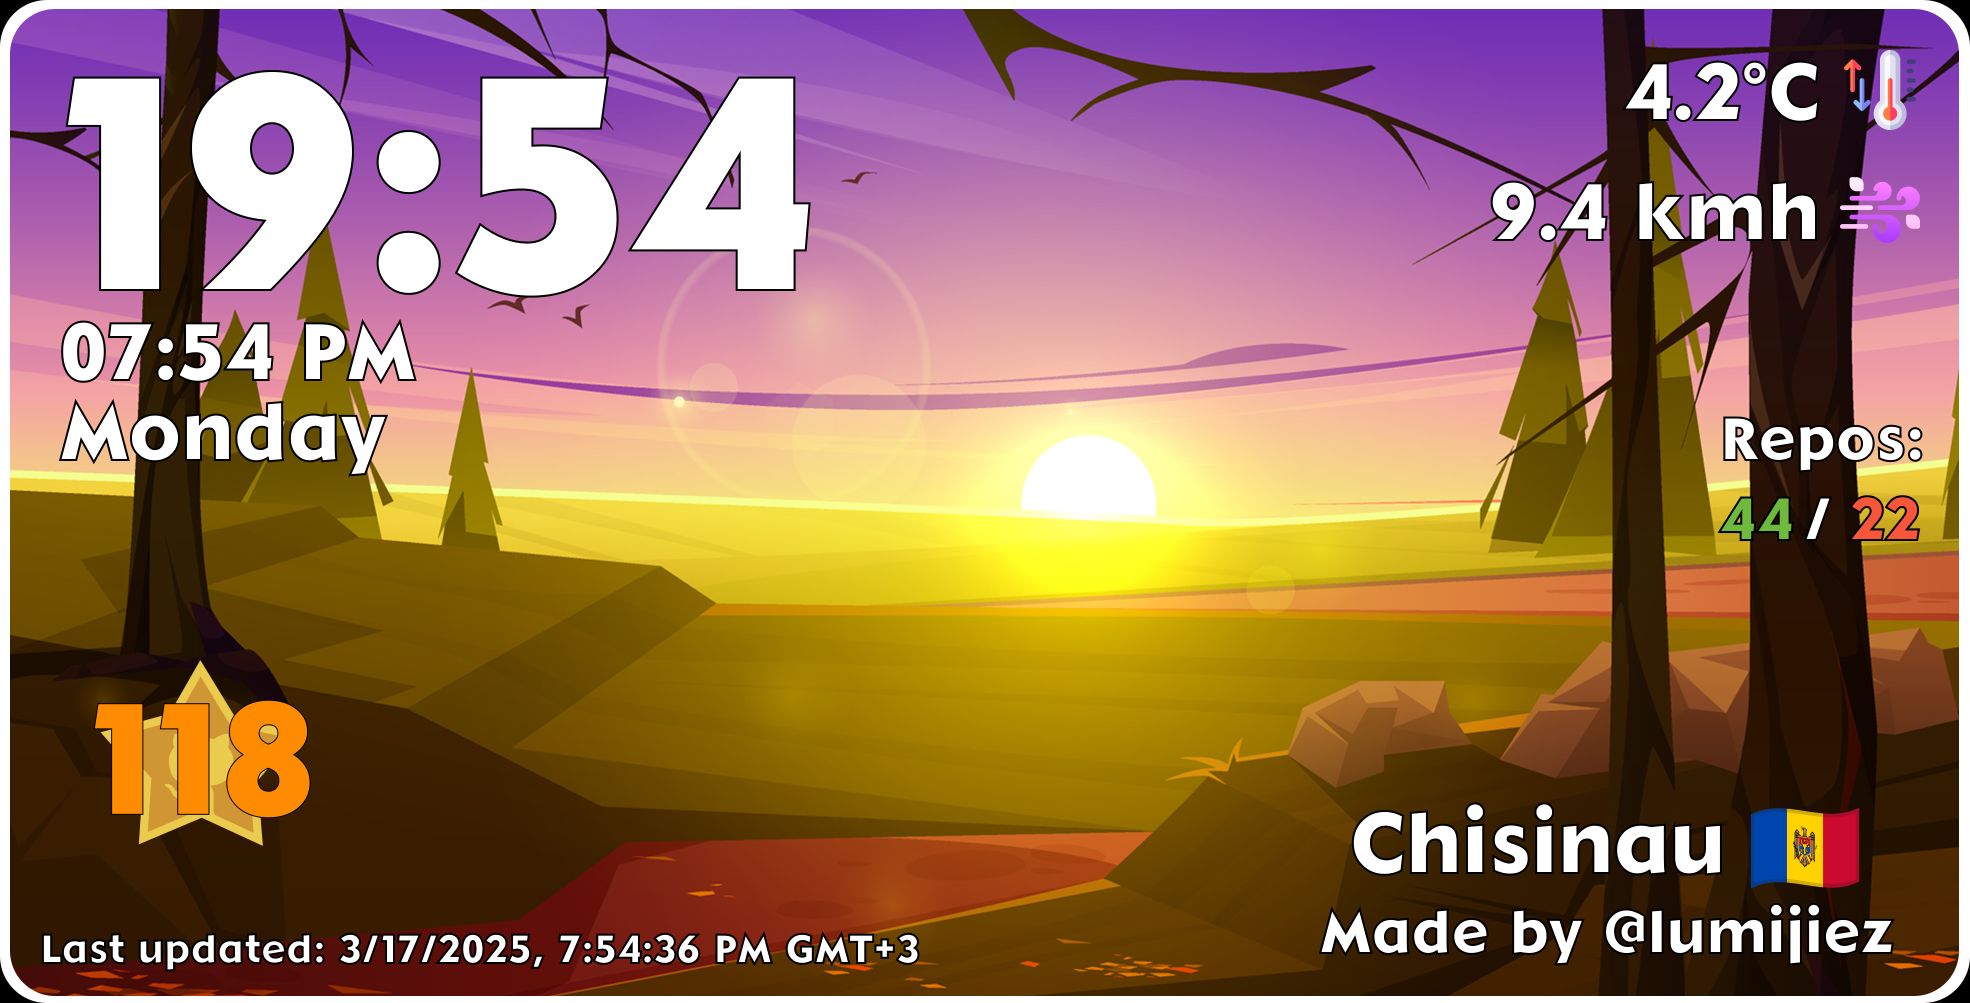 19:54
07:54 PM
Monday
4.2°C
9.4 kmh
Repos:
44 / 22
118
Chisinau
Made by @lumijiez
Last updated: 3/17/2025, 7:54:36 PM GMT+3